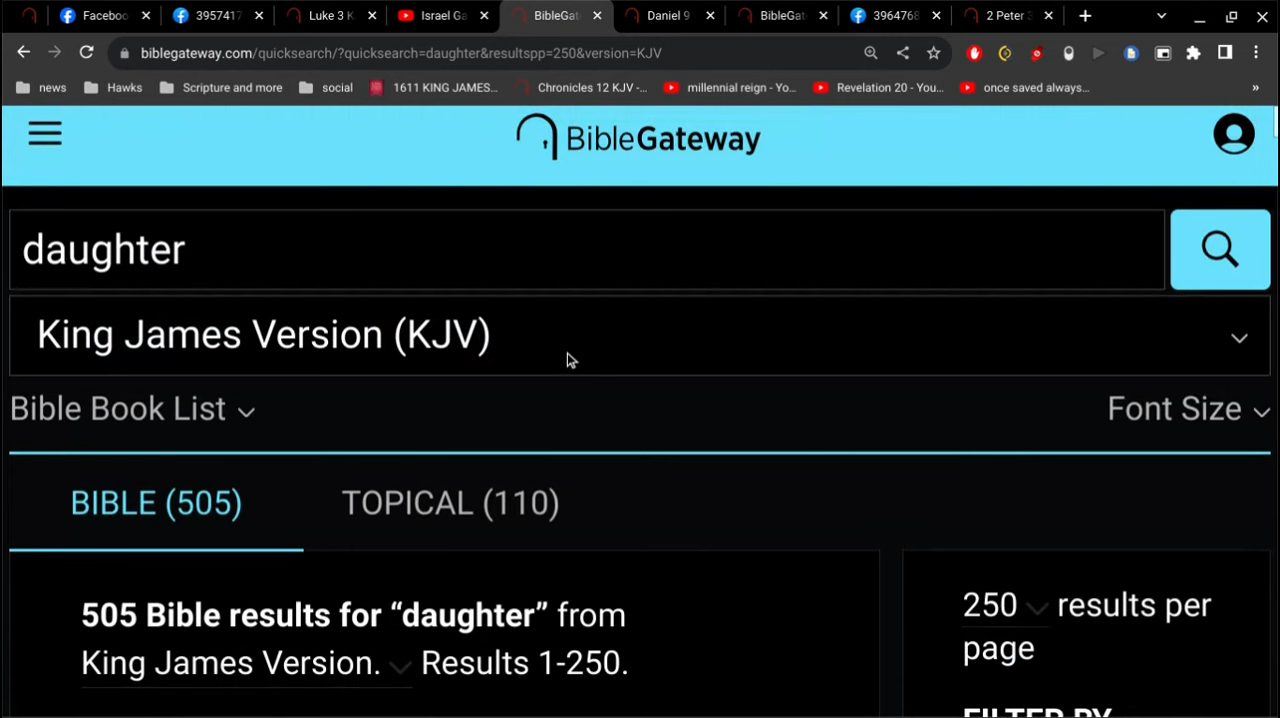 Faceboo 3957417 Luke 3 K Israel Ga BibleGat Daniel 9 BibleGat 3964768 2 Peter 3
biblegateway.com/quicksearch/?quicksearch=daughter&resultspp=250&version=KJV
news Hawks Scripture and more social 1611 KING JAMES... Chronicles 12 KJV -... millennial reign - Yo... Revelation 20 - You... once saved always... »
BibleGateway
daughter
King James Version (KJV)
Bible Book List Font Size
BIBLE (505) TOPICAL (110)
505 Bible results for “daughter” from
King James Version. Results 1-250.
250 results per
page
FILTER BY